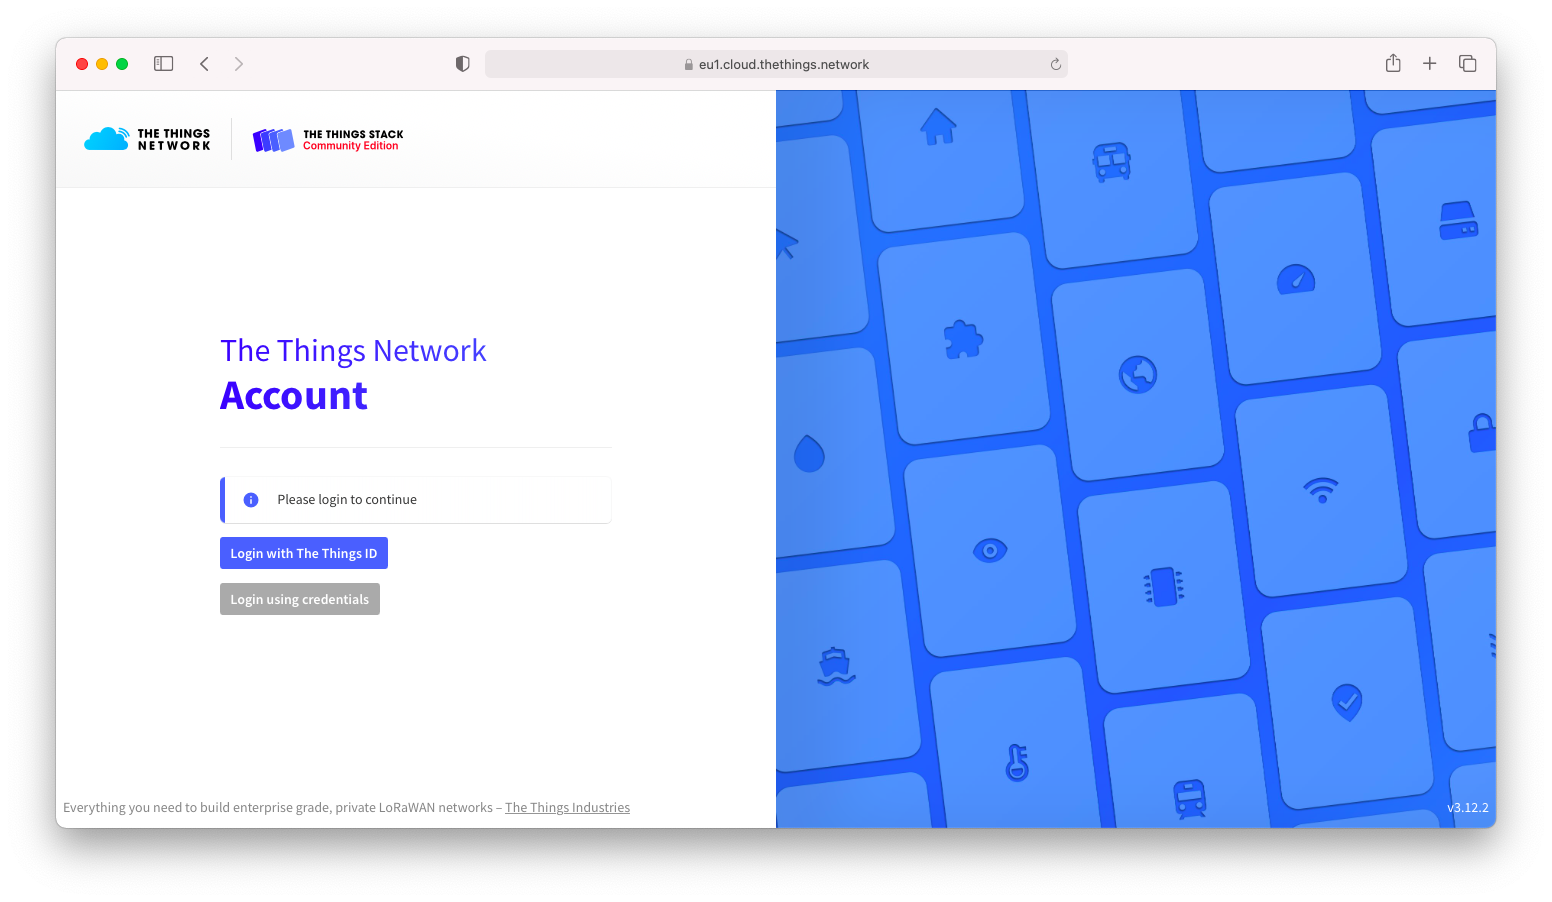 eu1.cloud.thethings.network
THE THINGS
NETWORK
THE THINGS STACK
Community Edition
The Things Network
Account
Please login to continue
Login with The Things ID
Login using credentials
Everything you need to build enterprise grade, private LoRaWAN networks – The Things Industries
v3.12.2